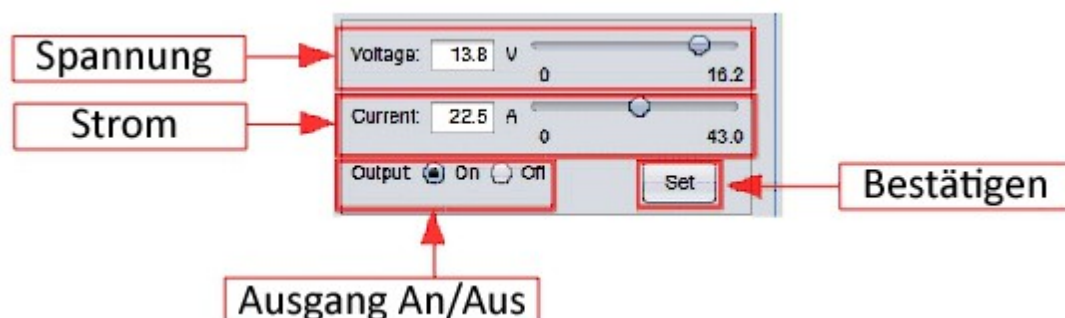 Spannung
Voltage: 13.8 V
0 16.2
Strom
Current: 22.5 A
0 43.0
Output On Off
Set
Bestätigen
Ausgang An/Aus